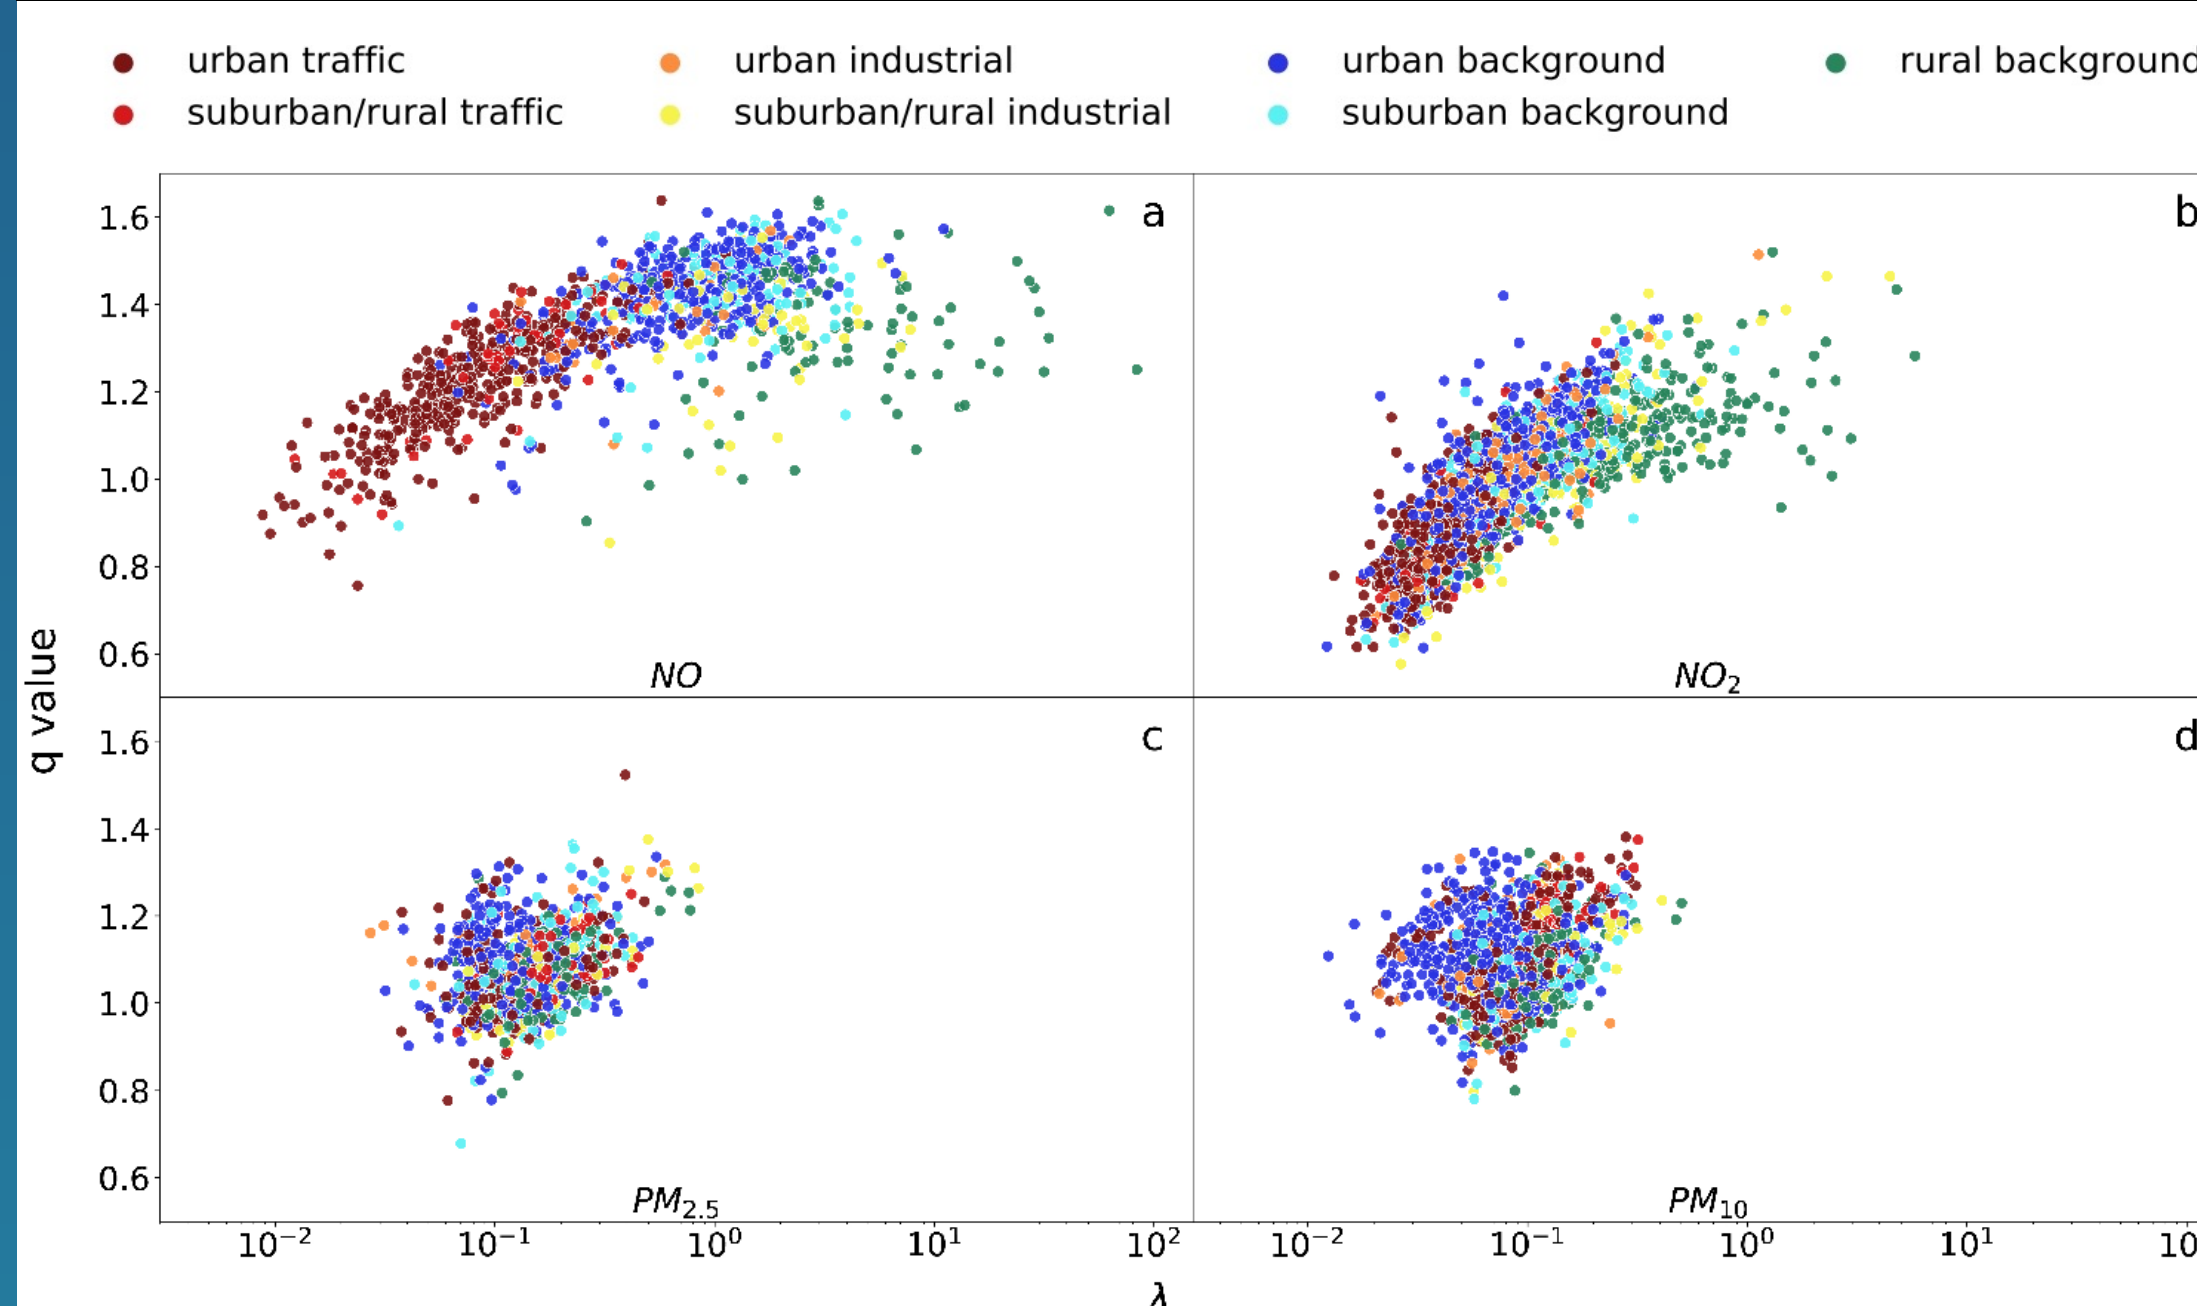 urban traffic urban industrial urban background rural background
suburban/rural traffic suburban/rural industrial suburban background
a b
1.6
1.4
1.2
1.0
0.8
0.6
NO NO₂
q value
c d
1.6
1.4
1.2
1.0
0.8
0.6
PM₂.₅ PM₁₀
10⁻² 10⁻¹ 10⁰ 10¹ 10² 10⁻² 10⁻¹ 10⁰ 10¹ 10
λ